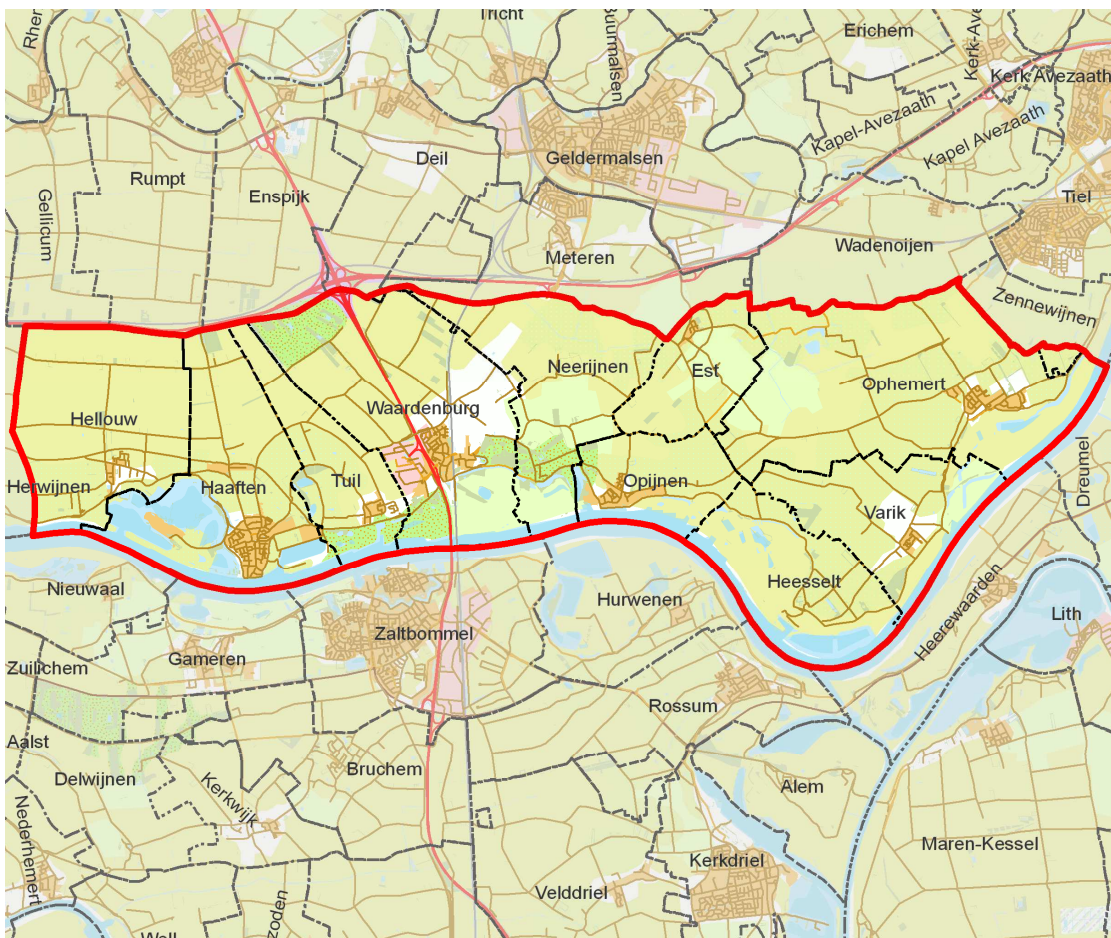 Tricht
Erichem
Rumpt
Deil
Geldermalsen
Buurmalsen
Kerk-Ave
Kerk Avezaath
Kapel-Avezaath
Kapel Avezaath
Gellicum
Enspijk
Tiel
Meteren
Wadenoijen
Zennewijnen
Neerijnen
Est
Ophemert
Hellouw
Waardenburg
Herwijnen
Haaften
Tuil
Opijnen
Varik
Dreumel
Heesselt
Nieuwaal
Hurwenen
Heerewaarden
Lith
Zaltbommel
Gameren
Zuilichem
Rossum
Aalst
Delwijnen
Bruchem
Alem
Kerkwijk
Nederhemert
Maren-Kessel
Kerkdriel
Velddriel